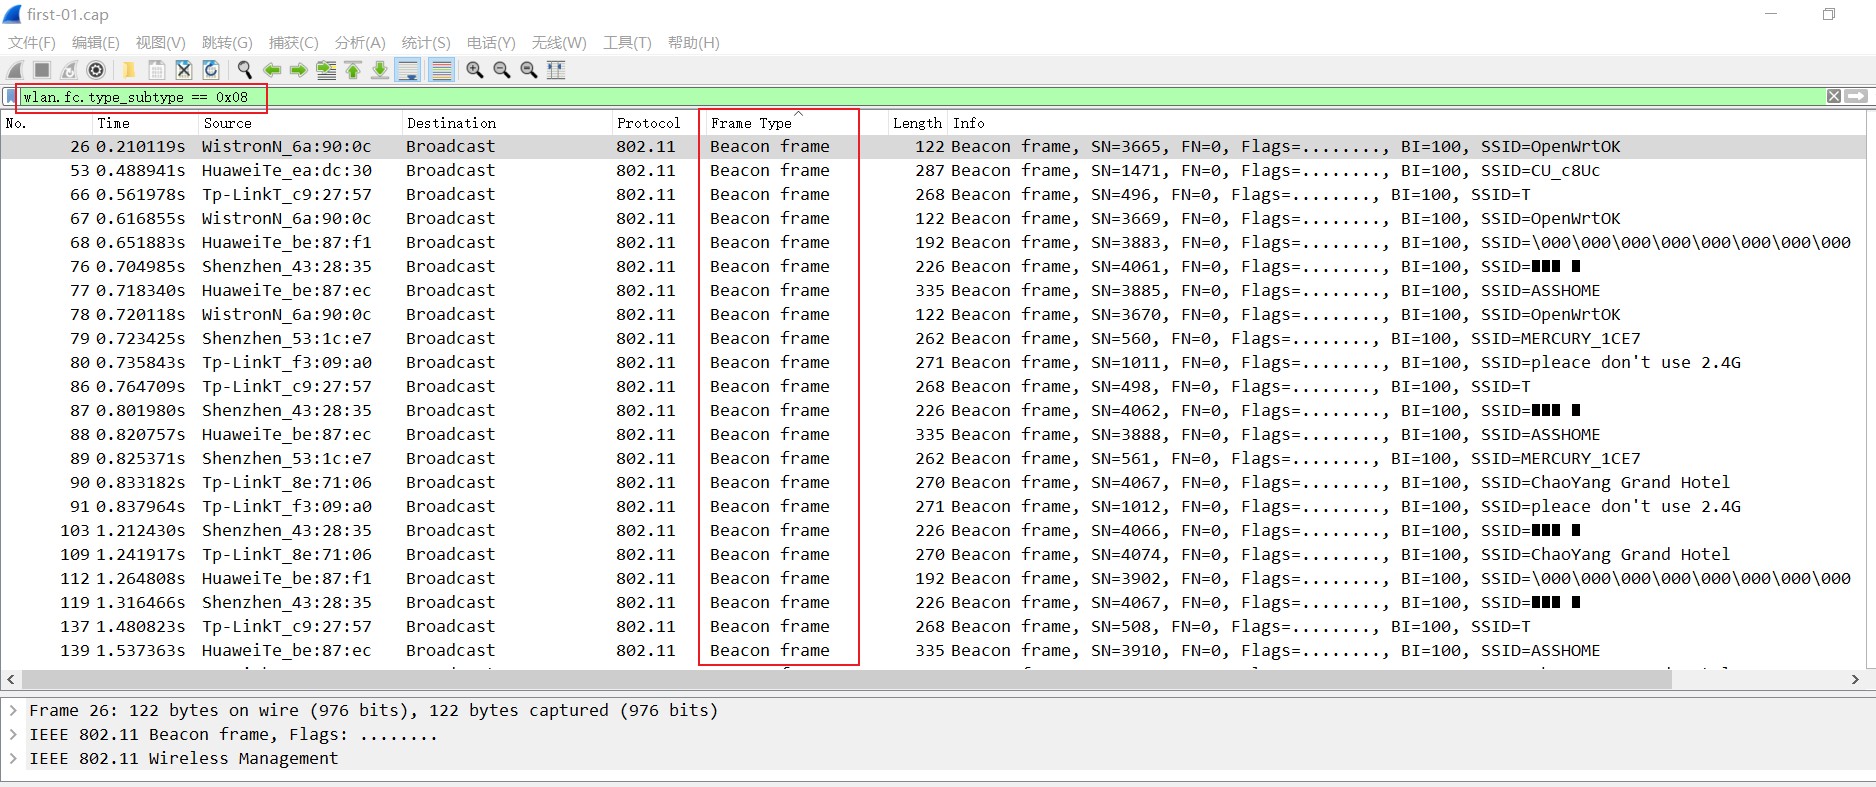 first-01.cap
文件(F) 编辑(E) 视图(V) 跳转(G) 捕获(C) 分析(A) 统计(S) 电话(Y) 无线(W) 工具(T) 帮助(H)
wlan.fc.type_subtype == 0x08
No. Time Source Destination Protocol Frame Type Length Info
26 0.210119s WistronN_6a:90:0c Broadcast 802.11 Beacon frame 122 Beacon frame, SN=3665, FN=0, Flags=........, BI=100, SSID=OpenWrtOK
53 0.488941s HuaweiTe_ea:dc:30 Broadcast 802.11 Beacon frame 287 Beacon frame, SN=1471, FN=0, Flags=........, BI=100, SSID=CU_c8Uc
66 0.561978s Tp-LinkT_c9:27:57 Broadcast 802.11 Beacon frame 268 Beacon frame, SN=496, FN=0, Flags=........, BI=100, SSID=T
67 0.616855s WistronN_6a:90:0c Broadcast 802.11 Beacon frame 122 Beacon frame, SN=3669, FN=0, Flags=........, BI=100, SSID=OpenWrtOK
68 0.651883s HuaweiTe_be:87:f1 Broadcast 802.11 Beacon frame 192 Beacon frame, SN=3883, FN=0, Flags=........, BI=100, SSID=\000\000\000\000\000\000\000\000
76 0.704985s Shenzhen_43:28:35 Broadcast 802.11 Beacon frame 226 Beacon frame, SN=4061, FN=0, Flags=........, BI=100, SSID=■■■ ■
77 0.718340s HuaweiTe_be:87:ec Broadcast 802.11 Beacon frame 335 Beacon frame, SN=3885, FN=0, Flags=........, BI=100, SSID=ASSHOME
78 0.720118s WistronN_6a:90:0c Broadcast 802.11 Beacon frame 122 Beacon frame, SN=3670, FN=0, Flags=........, BI=100, SSID=OpenWrtOK
79 0.723425s Shenzhen_53:1c:e7 Broadcast 802.11 Beacon frame 262 Beacon frame, SN=560, FN=0, Flags=........, BI=100, SSID=MERCURY_1CE7
80 0.735843s Tp-LinkT_f3:09:a0 Broadcast 802.11 Beacon frame 271 Beacon frame, SN=1011, FN=0, Flags=........, BI=100, SSID=pleace don't use 2.4G
86 0.764709s Tp-LinkT_c9:27:57 Broadcast 802.11 Beacon frame 268 Beacon frame, SN=498, FN=0, Flags=........, BI=100, SSID=T
87 0.801980s Shenzhen_43:28:35 Broadcast 802.11 Beacon frame 226 Beacon frame, SN=4062, FN=0, Flags=........, BI=100, SSID=■■■ ■
88 0.820757s HuaweiTe_be:87:ec Broadcast 802.11 Beacon frame 335 Beacon frame, SN=3888, FN=0, Flags=........, BI=100, SSID=ASSHOME
89 0.825371s Shenzhen_53:1c:e7 Broadcast 802.11 Beacon frame 262 Beacon frame, SN=561, FN=0, Flags=........, BI=100, SSID=MERCURY_1CE7
90 0.833182s Tp-LinkT_8e:71:06 Broadcast 802.11 Beacon frame 270 Beacon frame, SN=4067, FN=0, Flags=........, BI=100, SSID=ChaoYang Grand Hotel
91 0.837964s Tp-LinkT_f3:09:a0 Broadcast 802.11 Beacon frame 271 Beacon frame, SN=1012, FN=0, Flags=........, BI=100, SSID=pleace don't use 2.4G
103 1.212430s Shenzhen_43:28:35 Broadcast 802.11 Beacon frame 226 Beacon frame, SN=4066, FN=0, Flags=........, BI=100, SSID=■■■ ■
109 1.241917s Tp-LinkT_8e:71:06 Broadcast 802.11 Beacon frame 270 Beacon frame, SN=4074, FN=0, Flags=........, BI=100, SSID=ChaoYang Grand Hotel
112 1.264808s HuaweiTe_be:87:f1 Broadcast 802.11 Beacon frame 192 Beacon frame, SN=3902, FN=0, Flags=........, BI=100, SSID=\000\000\000\000\000\000\000\000
119 1.316466s Shenzhen_43:28:35 Broadcast 802.11 Beacon frame 226 Beacon frame, SN=4067, FN=0, Flags=........, BI=100, SSID=■■■ ■
137 1.480823s Tp-LinkT_c9:27:57 Broadcast 802.11 Beacon frame 268 Beacon frame, SN=508, FN=0, Flags=........, BI=100, SSID=T
139 1.537363s HuaweiTe_be:87:ec Broadcast 802.11 Beacon frame 335 Beacon frame, SN=3910, FN=0, Flags=........, BI=100, SSID=ASSHOME
Frame 26: 122 bytes on wire (976 bits), 122 bytes captured (976 bits)
IEEE 802.11 Beacon frame, Flags: ........
IEEE 802.11 Wireless Management